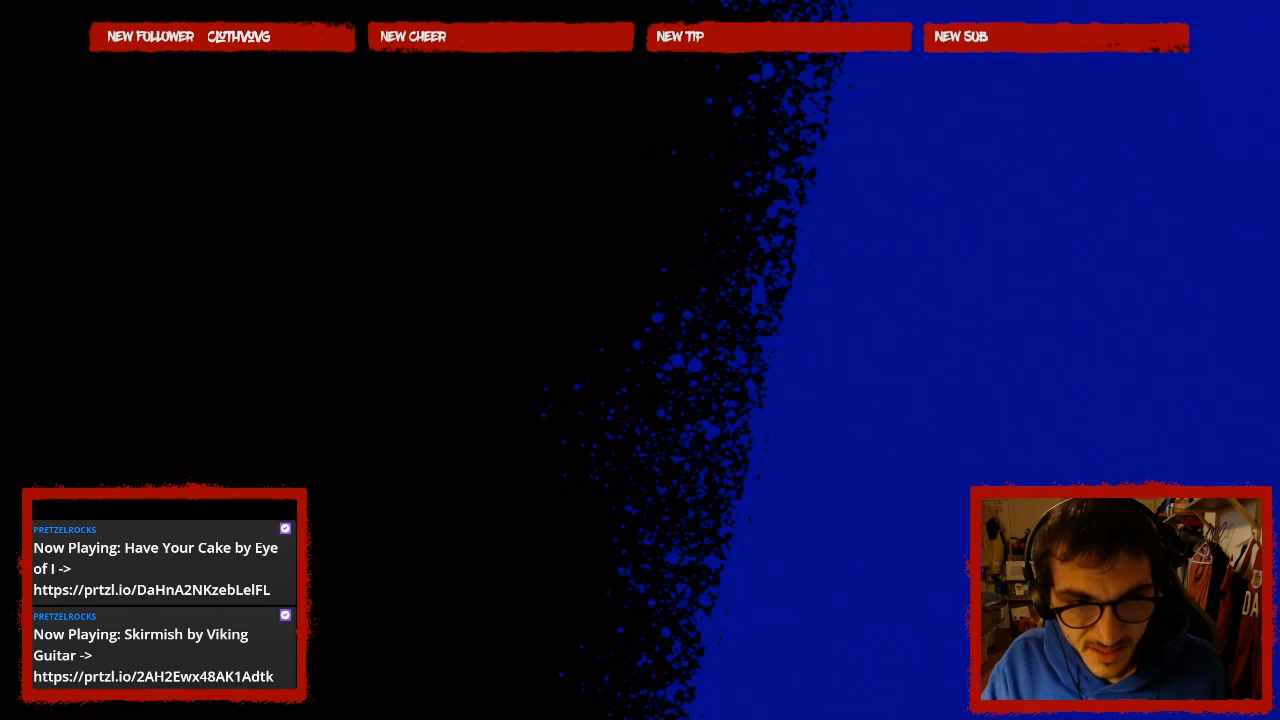 NEW FOLLOWER
NEW CHEER
NEW TIP
NEW SUB
PRETZELROCKS
Now Playing: Have Your Cake by Eye
of I ->
https://prtzl.io/DaHnA2NKzebLelFL
PRETZELROCKS
Now Playing: Skirmish by Viking
Guitar ->
https://prtzl.io/2AH2Ewx48AK1Adtk
DA